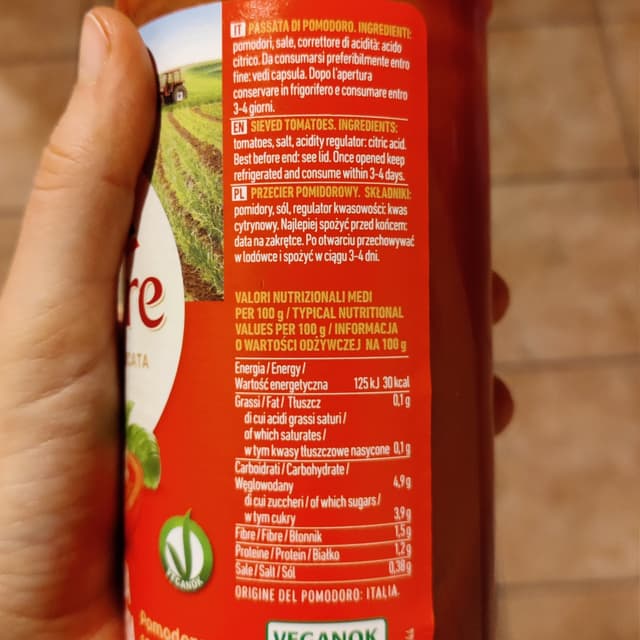 IT PASSATA DI POMODORO. INGREDIENTI:
pomodori, sale, correttore di acidità: acido
citrico. Da consumarsi preferibilmente entro
fine: vedi capsula. Dopo l'apertura
conservare in frigorifero e consumare entro
3-4 giorni.
EN SIEVED TOMATOES. INGREDIENTS:
tomatoes, salt, acidity regulator: citric acid.
Best before end: see lid. Once opened keep
refrigerated and consume within 3-4 days.
PL PRZECIER POMIDOROWY. SKŁADNIKI:
pomidory, sól, regulator kwasowości: kwas
cytrynowy. Najlepiej spożyć przed końcem:
data na zakrętce. Po otwarciu przechowywać
w lodówce i spożyć w ciągu 3-4 dni.
VALORI NUTRIZIONALI MEDI
PER 100 g / TYPICAL NUTRITIONAL
VALUES PER 100 g / INFORMACJA
O WARTOŚCI ODŻYWCZEJ NA 100 g
Energia / Energy /
Wartość energetyczna 125 kJ 30 kcal
Grassi / Fat / Tłuszcz 0,1 g
di cui acidi grassi saturi /
of which saturates /
w tym kwasy tłuszczowe nasycone 0,1 g
Carboidrati / Carbohydrate /
Węglowodany 4,9 g
di cui zuccheri / of which sugars /
w tym cukry 3,9 g
Fibre / Fibre / Błonnik 1,5 g
Proteine / Protein / Białko 1,2 g
Sale / Salt / Sól 0,38 g
ORIGINE DEL POMODORO: ITALIA.
VEGANOK
re
CATA
VEGANOK
Pomodoro